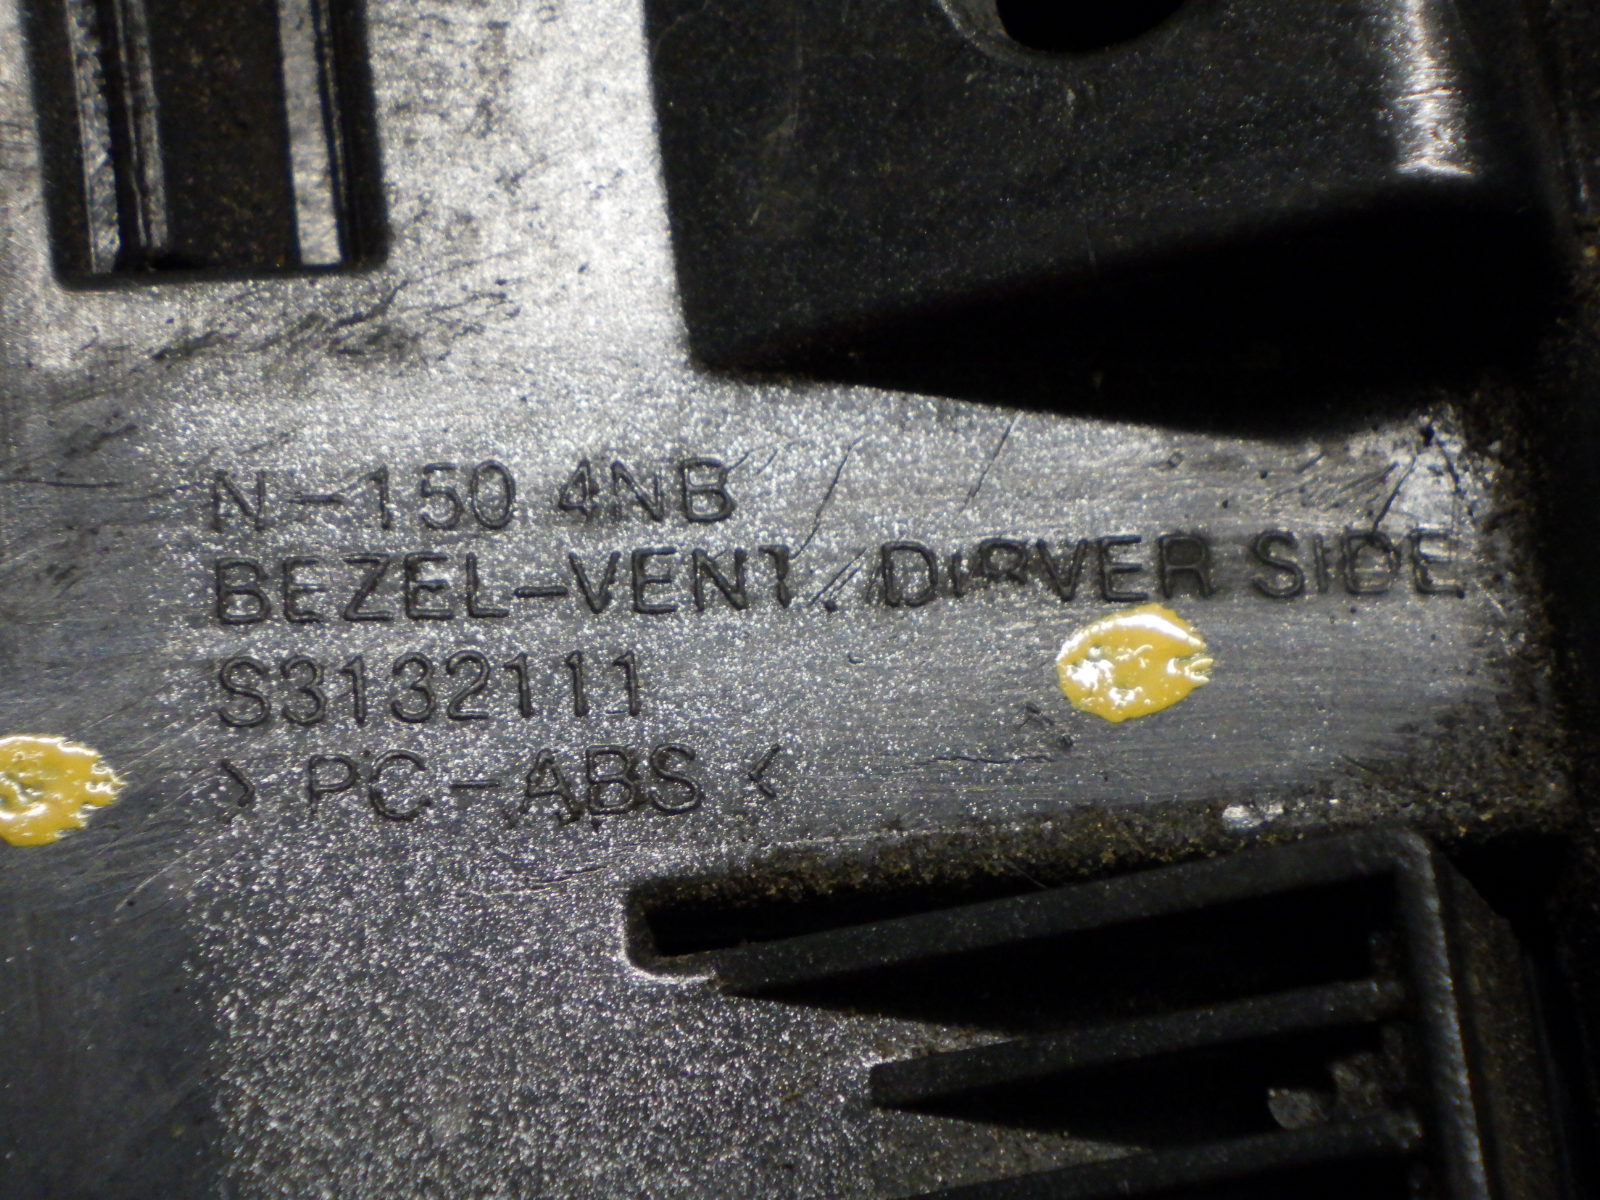 N-150 4NB
BEZEL-VENT. DIRVER SIDE
S3132111
> PC-ABS <